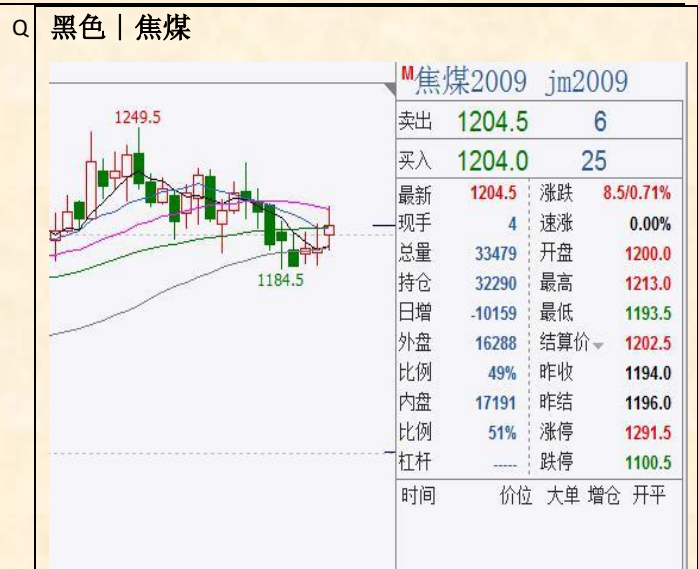 Q 黑色 | 焦煤
1249.5
1184.5
M焦煤2009 jm2009
卖出 1204.5 6
买入 1204.0 25
最新 1204.5 涨跌 8.5/0.71%
现手 4 速涨 0.00%
总量 33479 开盘 1200.0
持仓 32290 最高 1213.0
日增 -10159 最低 1193.5
外盘 16288 结算价 1202.5
比例 49% 昨收 1194.0
内盘 17191 昨结 1196.0
比例 51% 涨停 1291.5
杠杆 ----- 跌停 1100.5
时间 价位 大单 增仓 开平